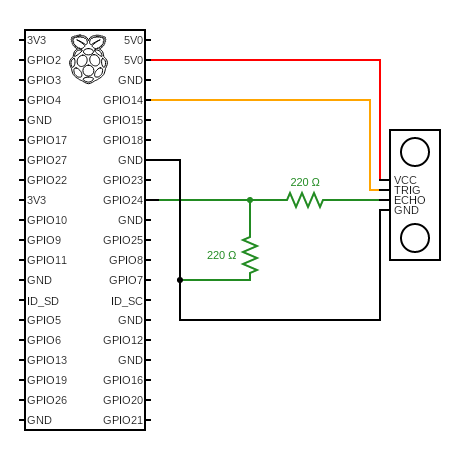 3V3 5V0
GPIO2 5V0
GPIO3 GND
GPIO4 GPIO14
GND GPIO15
GPIO17 GPIO18
GPIO27 GND
GPIO22 GPIO23
3V3 GPIO24
GPIO10 GND
GPIO9 GPIO25
GPIO11 GPIO8
GND GPIO7
ID_SD ID_SC
GPIO5 GND
GPIO6 GPIO12
GPIO13 GND
GPIO19 GPIO16
GPIO26 GPIO20
GND GPIO21
220 Ω
220 Ω
VCC
TRIG
ECHO
GND